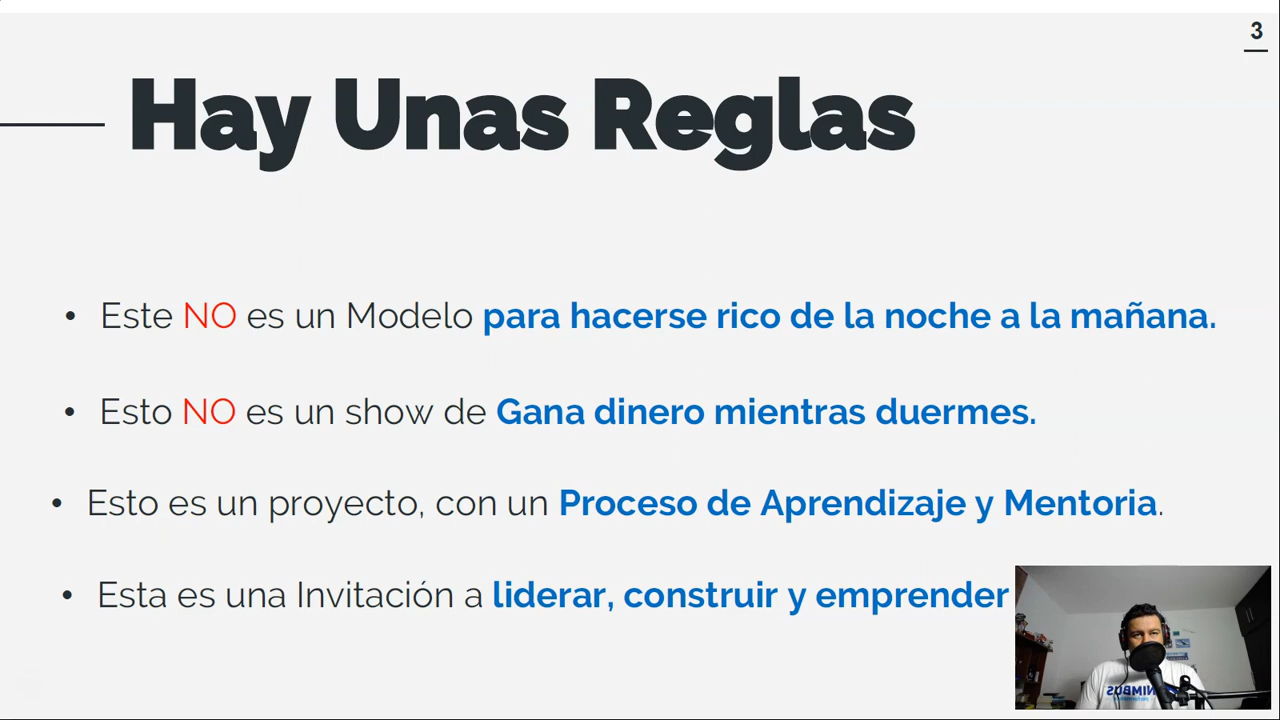 3
Hay Unas Reglas
• Este NO es un Modelo para hacerse rico de la noche a la mañana.
• Esto NO es un show de Gana dinero mientras duermes.
• Esto es un proyecto, con un Proceso de Aprendizaje y Mentoria.
• Esta es una Invitación a liderar, construir y emprender
NIMBUS